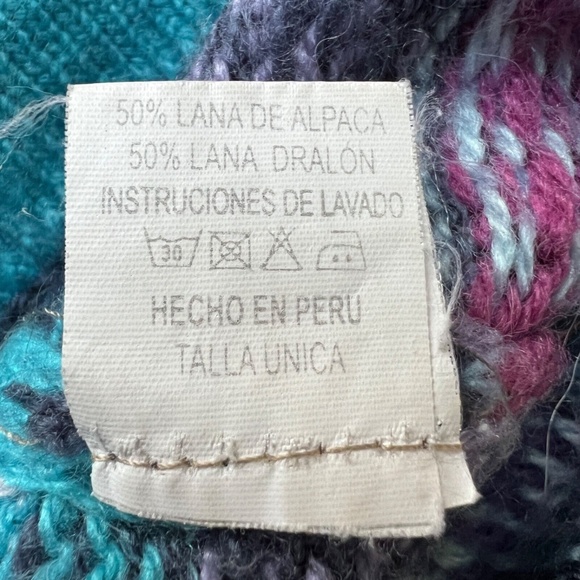 50% LANA DE ALPACA
50% LANA DRALÓN
INSTRUCIONES DE LAVADO
30
HECHO EN PERU
TALLA UNICA